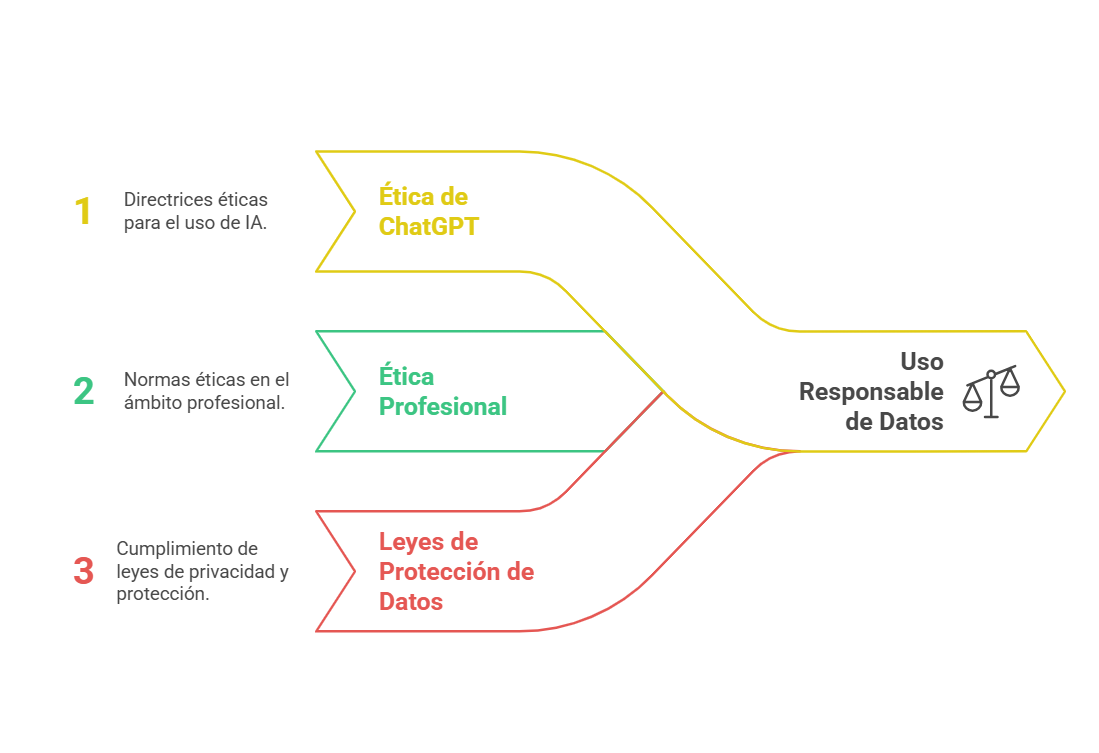 1
Directrices éticas
para el uso de IA.
Ética de
ChatGPT
2
Normas éticas en el
ámbito profesional.
Ética
Profesional
3
Cumplimiento de
leyes de privacidad y
protección.
Leyes de
Protección de
Datos
Uso
Responsable
de Datos